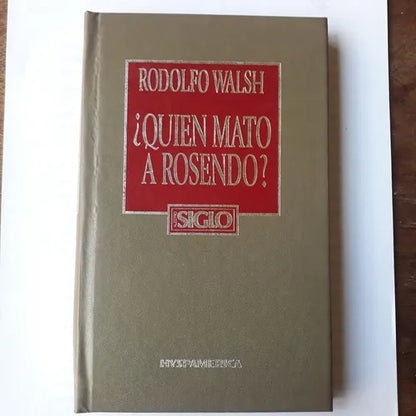 RODOLFO WALSH
¿QUIEN MATO
A ROSENDO?
SIGLO
HYSPAMERICA